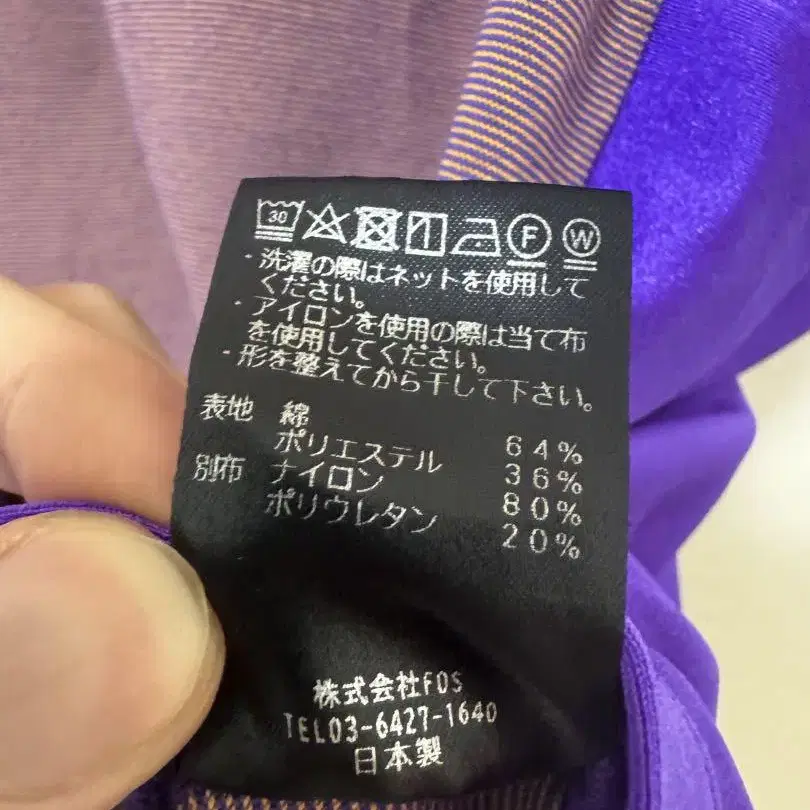 30 F W
・洗濯の際はネットを使用して
ください。
・アイロンを使用の際は当て布
を使用してください。
・形を整えてから干して下さい。
表地 綿 64%
ポリエステル 36%
別布 ナイロン 80%
ポリウレタン 20%
株式会社FOS
TEL03-6427-1640
日本製